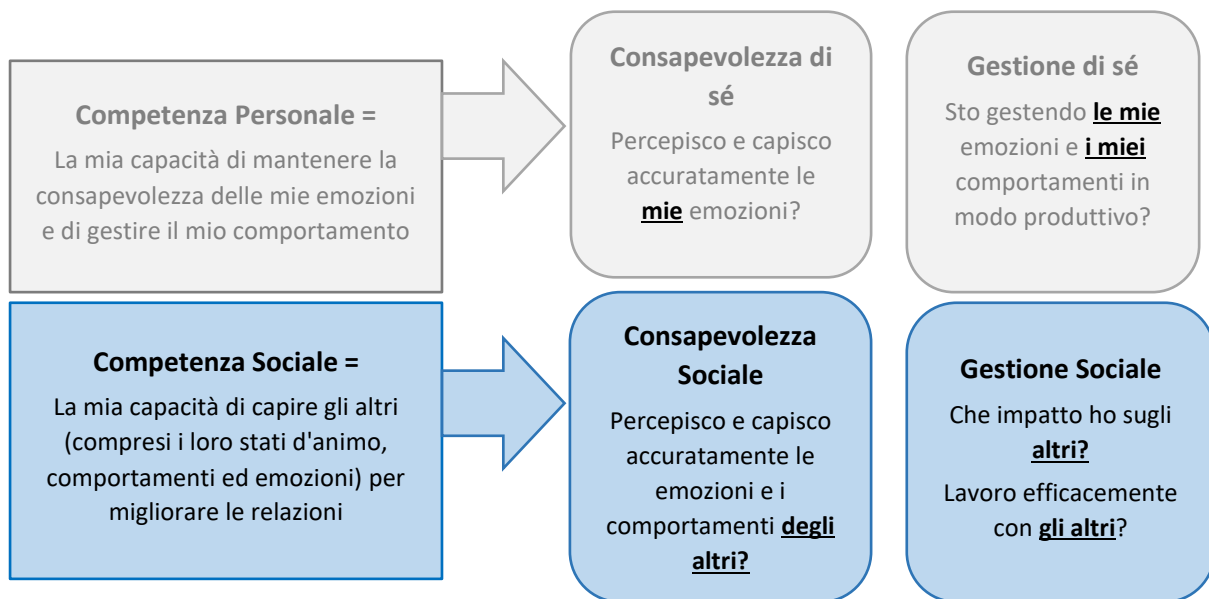 Competenza Personale =
La mia capacità di mantenere la
consapevolezza delle mie emozioni
e di gestire il mio comportamento
Consapevolezza di
sé
Percepisco e capisco
accuratamente le
mie emozioni?
Gestione di sé
Sto gestendo le mie
emozioni e i miei
comportamenti in
modo produttivo?
Competenza Sociale =
La mia capacità di capire gli altri
(compresi i loro stati d'animo,
comportamenti ed emozioni) per
migliorare le relazioni
Consapevolezza
Sociale
Percepisco e capisco
accuratamente le
emozioni e i
comportamenti degli
altri?
Gestione Sociale
Che impatto ho sugli
altri?
Lavoro efficacemente
con gli altri?